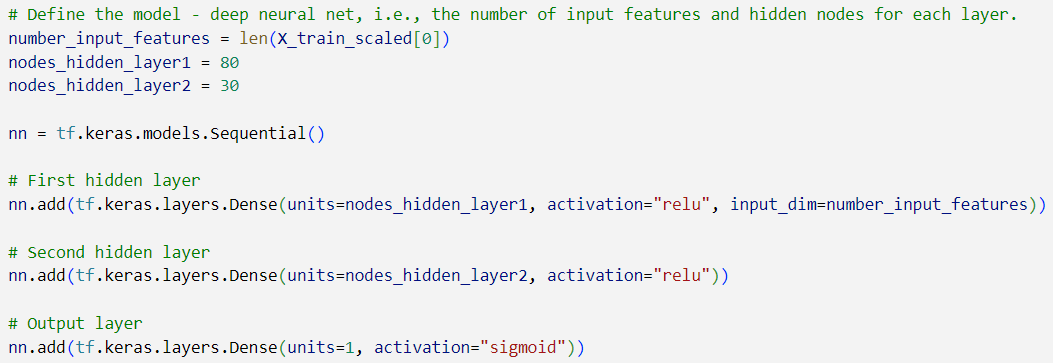 # Define the model - deep neural net, i.e., the number of input features and hidden nodes for each layer.
number_input_features = len(X_train_scaled[0])
nodes_hidden_layer1 = 80
nodes_hidden_layer2 = 30
nn = tf.keras.models.Sequential()
# First hidden layer
nn.add(tf.keras.layers.Dense(units=nodes_hidden_layer1, activation="relu", input_dim=number_input_features))
# Second hidden layer
nn.add(tf.keras.layers.Dense(units=nodes_hidden_layer2, activation="relu"))
# Output layer
nn.add(tf.keras.layers.Dense(units=1, activation="sigmoid"))